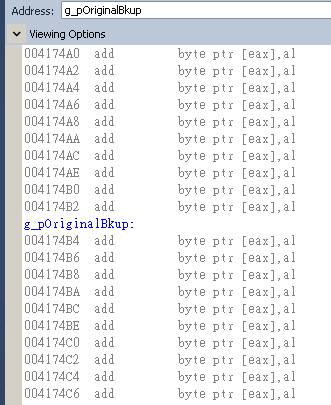 Address: g_pOriginalBkup
Viewing Options
004174A0 add byte ptr [eax],al
004174A2 add byte ptr [eax],al
004174A4 add byte ptr [eax],al
004174A6 add byte ptr [eax],al
004174A8 add byte ptr [eax],al
004174AA add byte ptr [eax],al
004174AC add byte ptr [eax],al
004174AE add byte ptr [eax],al
004174B0 add byte ptr [eax],al
004174B2 add byte ptr [eax],al
g_pOriginalBkup:
004174B4 add byte ptr [eax],al
004174B6 add byte ptr [eax],al
004174B8 add byte ptr [eax],al
004174BA add byte ptr [eax],al
004174BC add byte ptr [eax],al
004174BE add byte ptr [eax],al
004174C0 add byte ptr [eax],al
004174C2 add byte ptr [eax],al
004174C4 add byte ptr [eax],al
004174C6 add byte ptr [eax],al